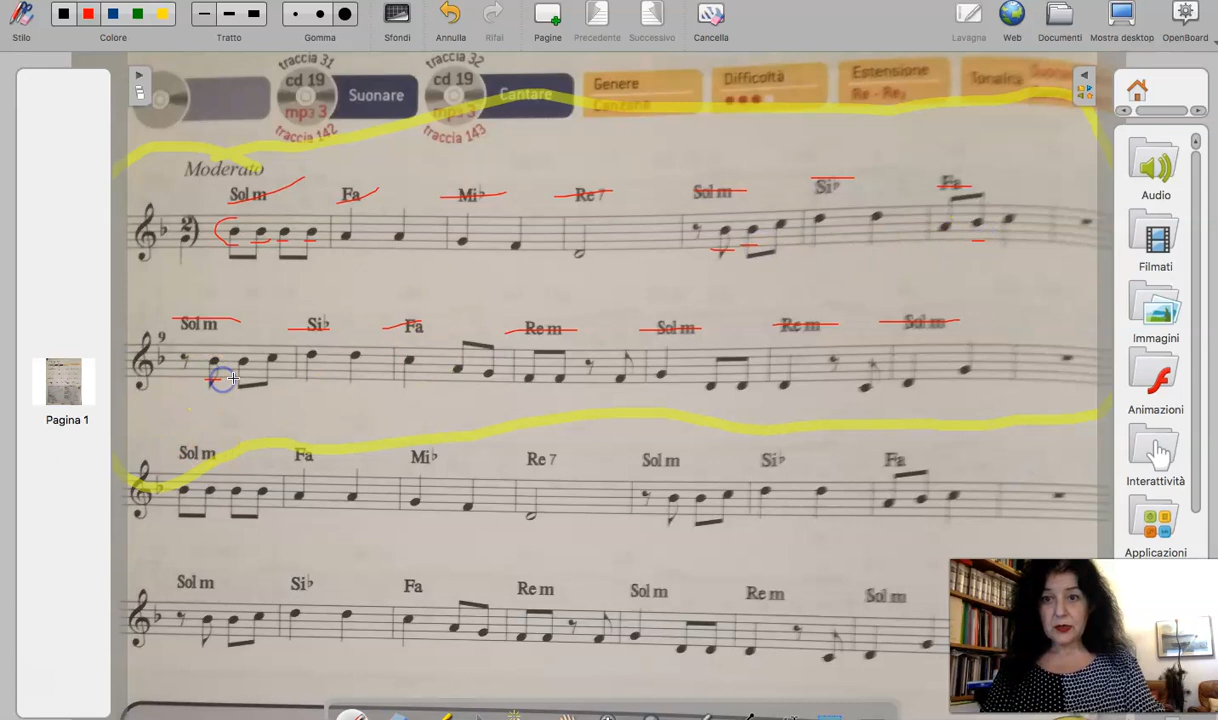 Stilo Colore Tratto Gomma Sfondi Annulla Rifai Pagine Precedente Successivo Cancella Lavagna Web Documenti Mostra desktop OpenBoard
traccia 31 traccia 32
cd 19 Suonare cd 19 Cantare Genere Difficoltà Estensione Tonalità
mp3 3 mp3 3 Canzone Re - Re₃
traccia 142 traccia 143
Moderato
Sol m Fa Mi♭ Re 7 Sol m Si♭ Fa
2
9
Sol m Si♭ Fa Re m Sol m Re m Sol m
Sol m Fa Mi♭ Re 7 Sol m Si♭ Fa
Sol m Si♭ Fa Re m Sol m Re m Sol m
Pagina 1
Audio
Filmati
Immagini
Animazioni
Interattività
Applicazioni